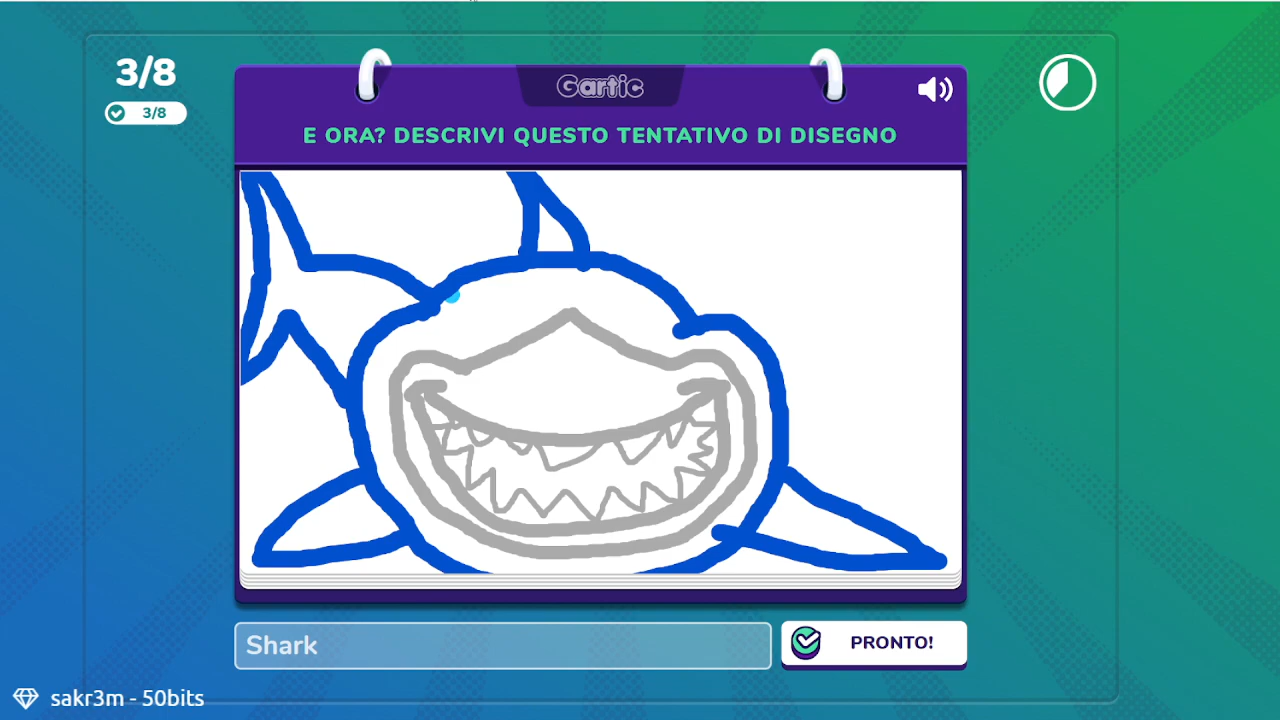 3/8
3/8
Gartic
E ORA? DESCRIVI QUESTO TENTATIVO DI DISEGNO
Shark
PRONTO!
sakr3m - 50bits